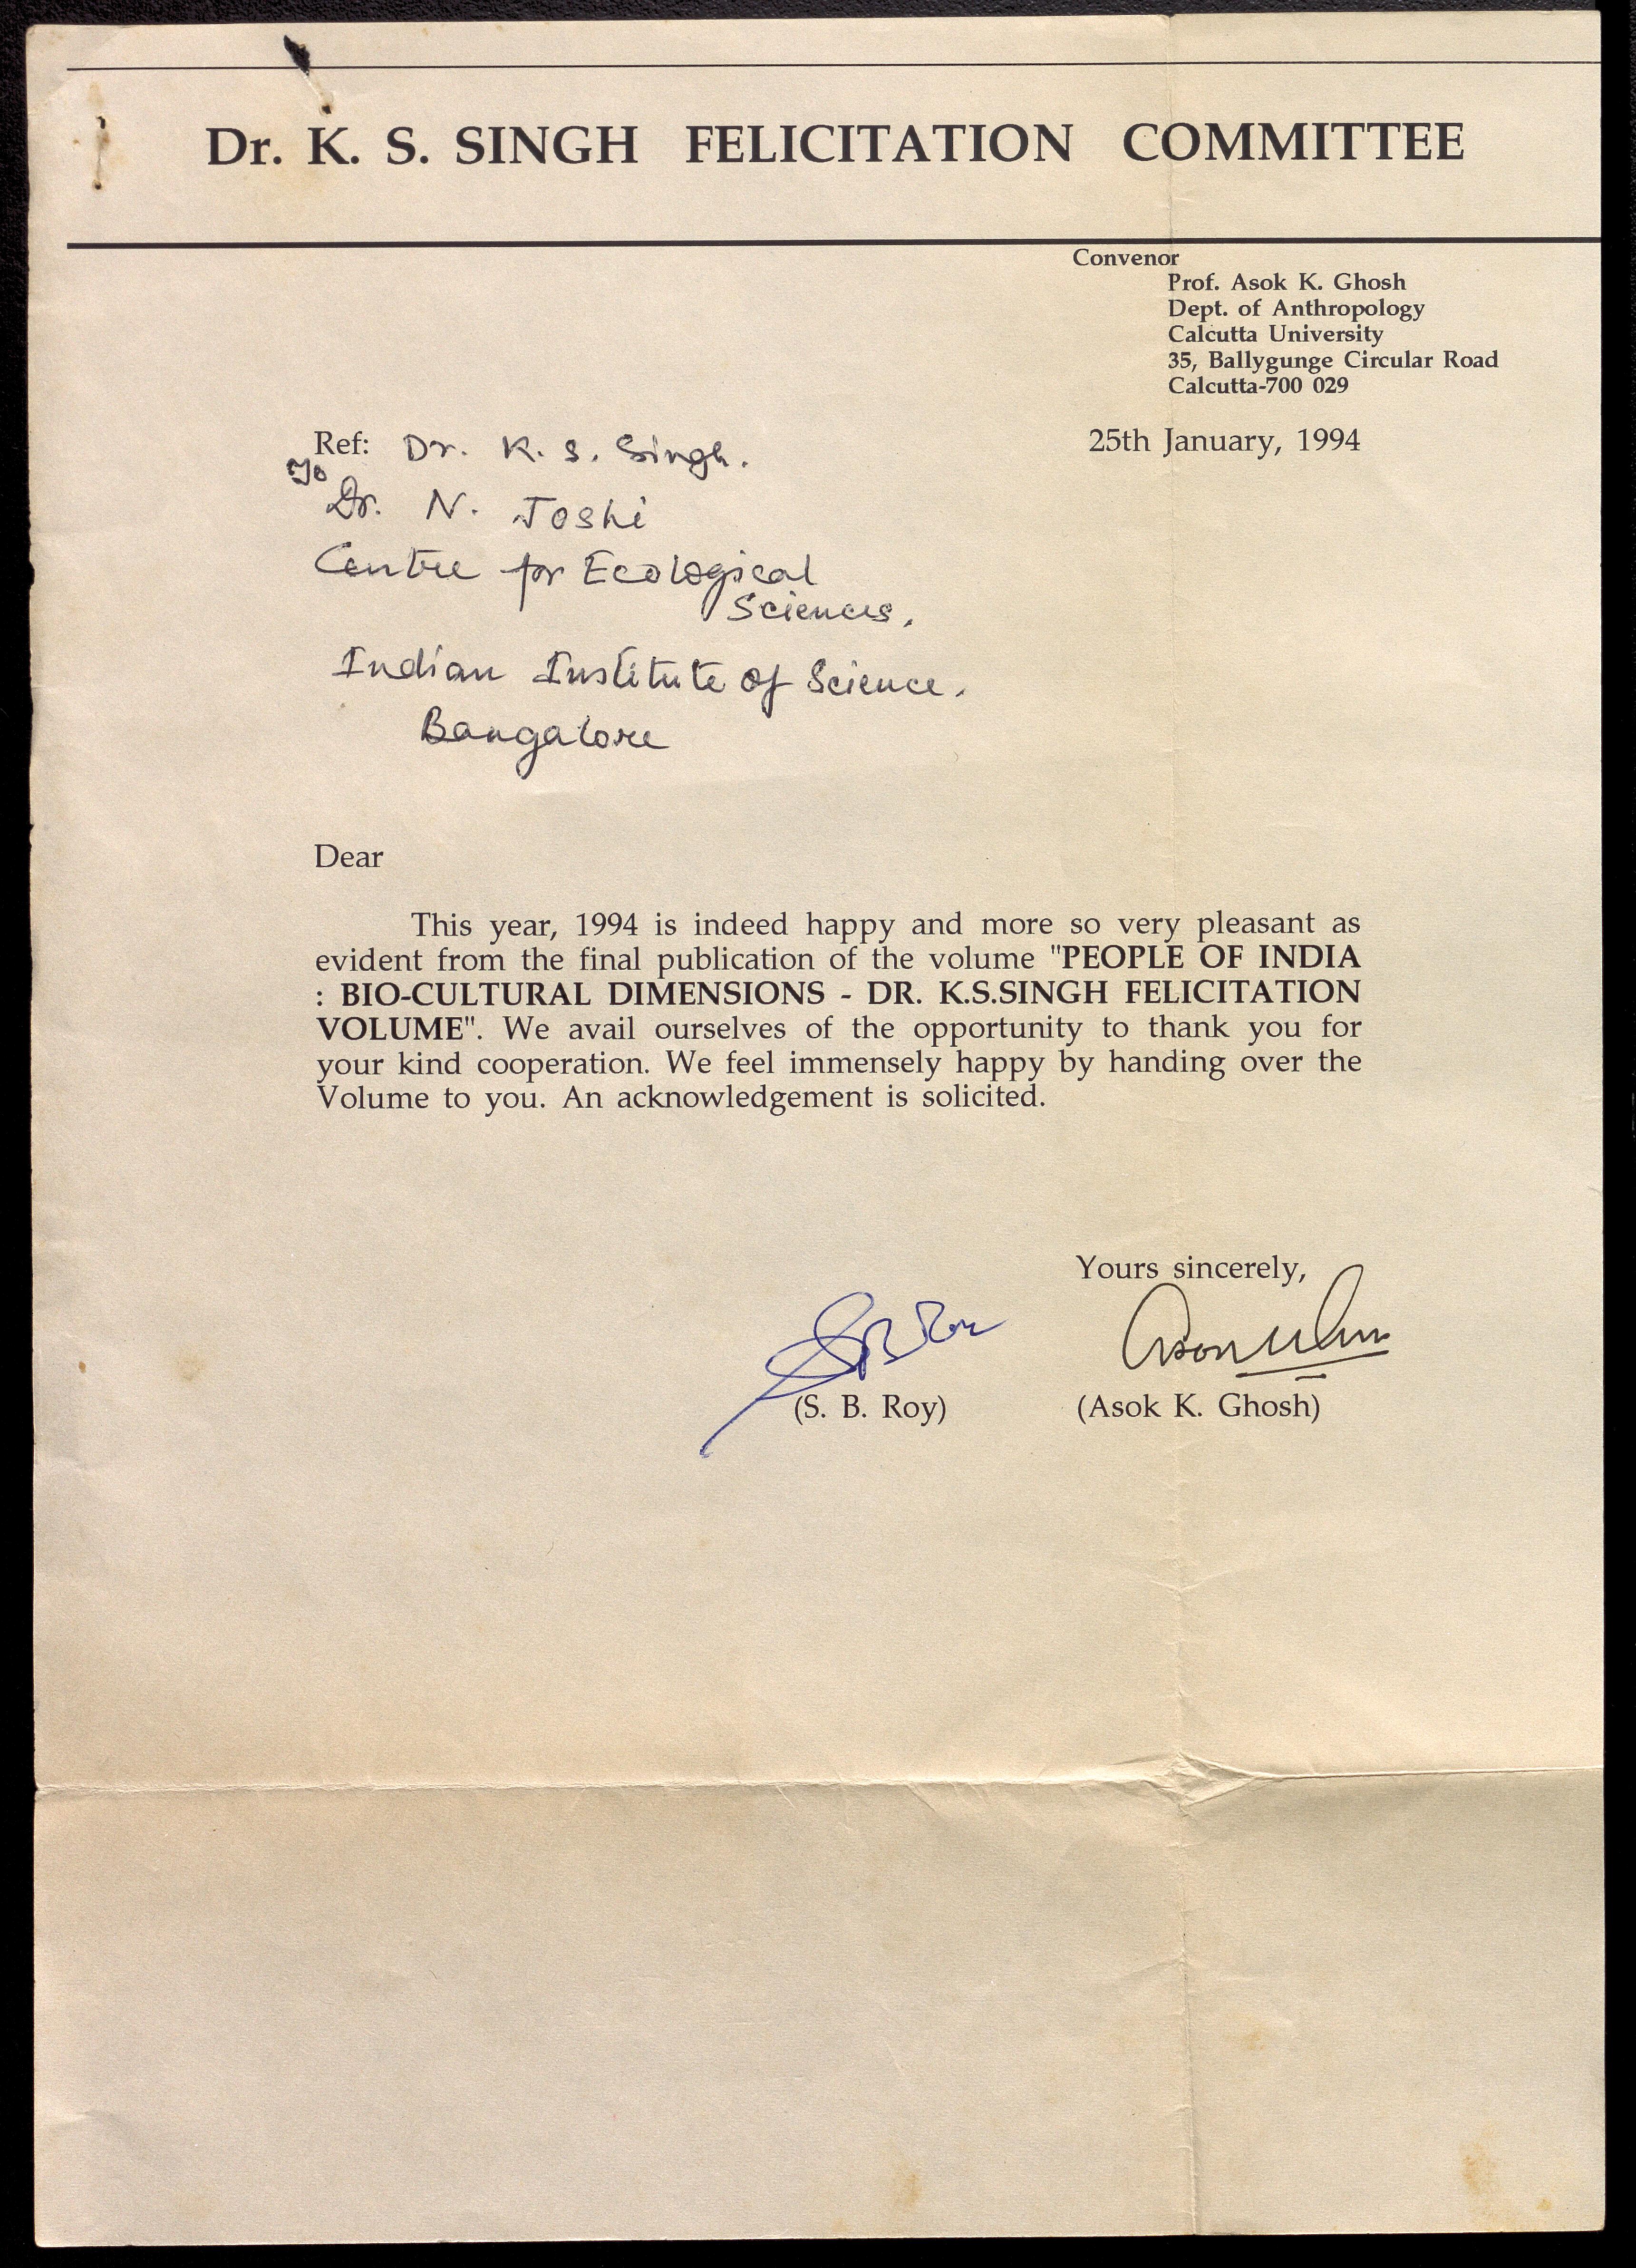 Dr. K. S. SINGH FELICITATION COMMITTEE
Convenor
Prof. Asok K. Ghosh
Dept. of Anthropology
Calcutta University
35, Ballygunge Circular Road
Calcutta-700 029
Ref: Dr. K. S. Singh.
25th January, 1994
To
Dr. N. Joshi
Centre for Ecological
Sciences,
Indian Institute of Science,
Bangalore
Dear
This year, 1994 is indeed happy and more so very pleasant as
evident from the final publication of the volume "PEOPLE OF INDIA
: BIO-CULTURAL DIMENSIONS - DR. K.S.SINGH FELICITATION
VOLUME". We avail ourselves of the opportunity to thank you for
your kind cooperation. We feel immensely happy by handing over the
Volume to you. An acknowledgement is solicited.
Yours sincerely,
SB Roy
(S. B. Roy)
(Asok K. Ghosh)